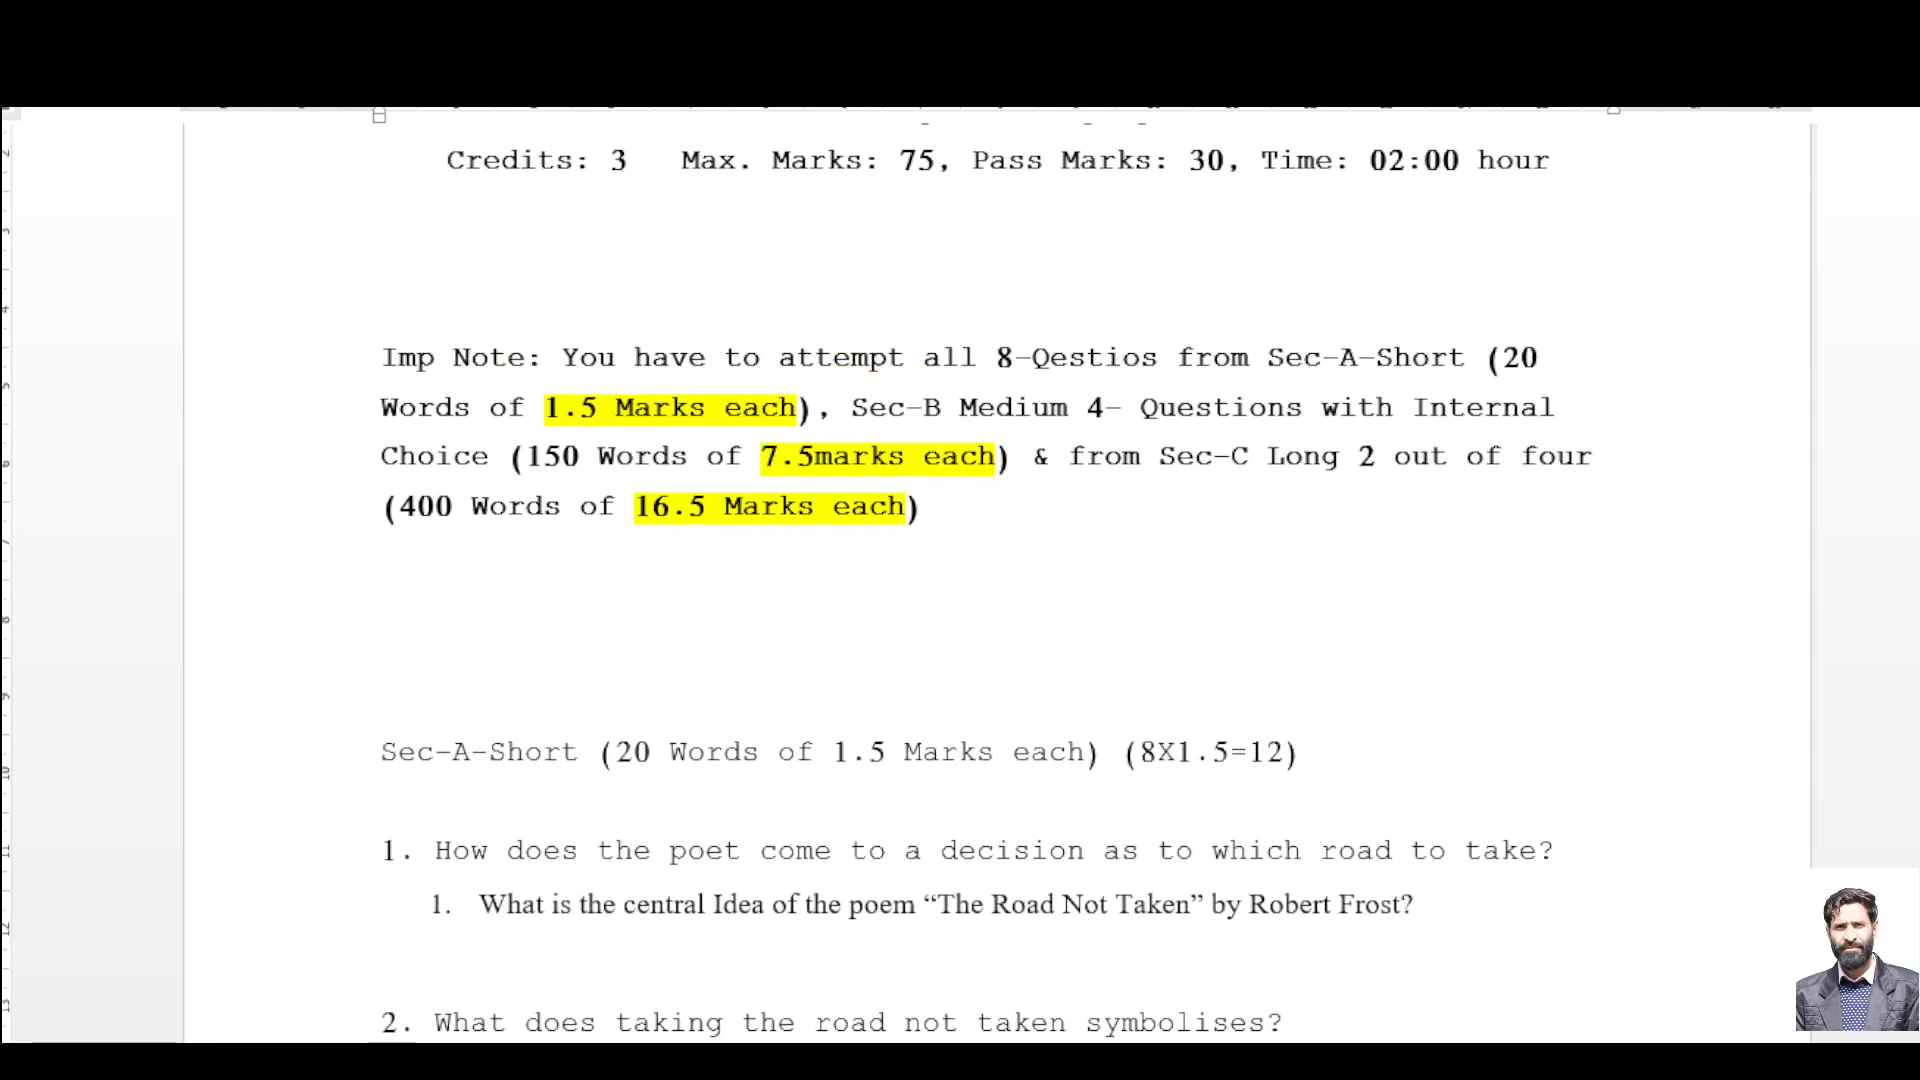 Credits: 3 Max. Marks: 75, Pass Marks: 30, Time: 02:00 hour
Imp Note: You have to attempt all 8-Qestios from Sec-A-Short (20
Words of 1.5 Marks each), Sec-B Medium 4- Questions with Internal
Choice (150 Words of 7.5marks each) & from Sec-C Long 2 out of four
(400 Words of 16.5 Marks each)
Sec-A-Short (20 Words of 1.5 Marks each) (8X1.5=12)
1. How does the poet come to a decision as to which road to take?
1. What is the central Idea of the poem “The Road Not Taken” by Robert Frost?
2. What does taking the road not taken symbolises?